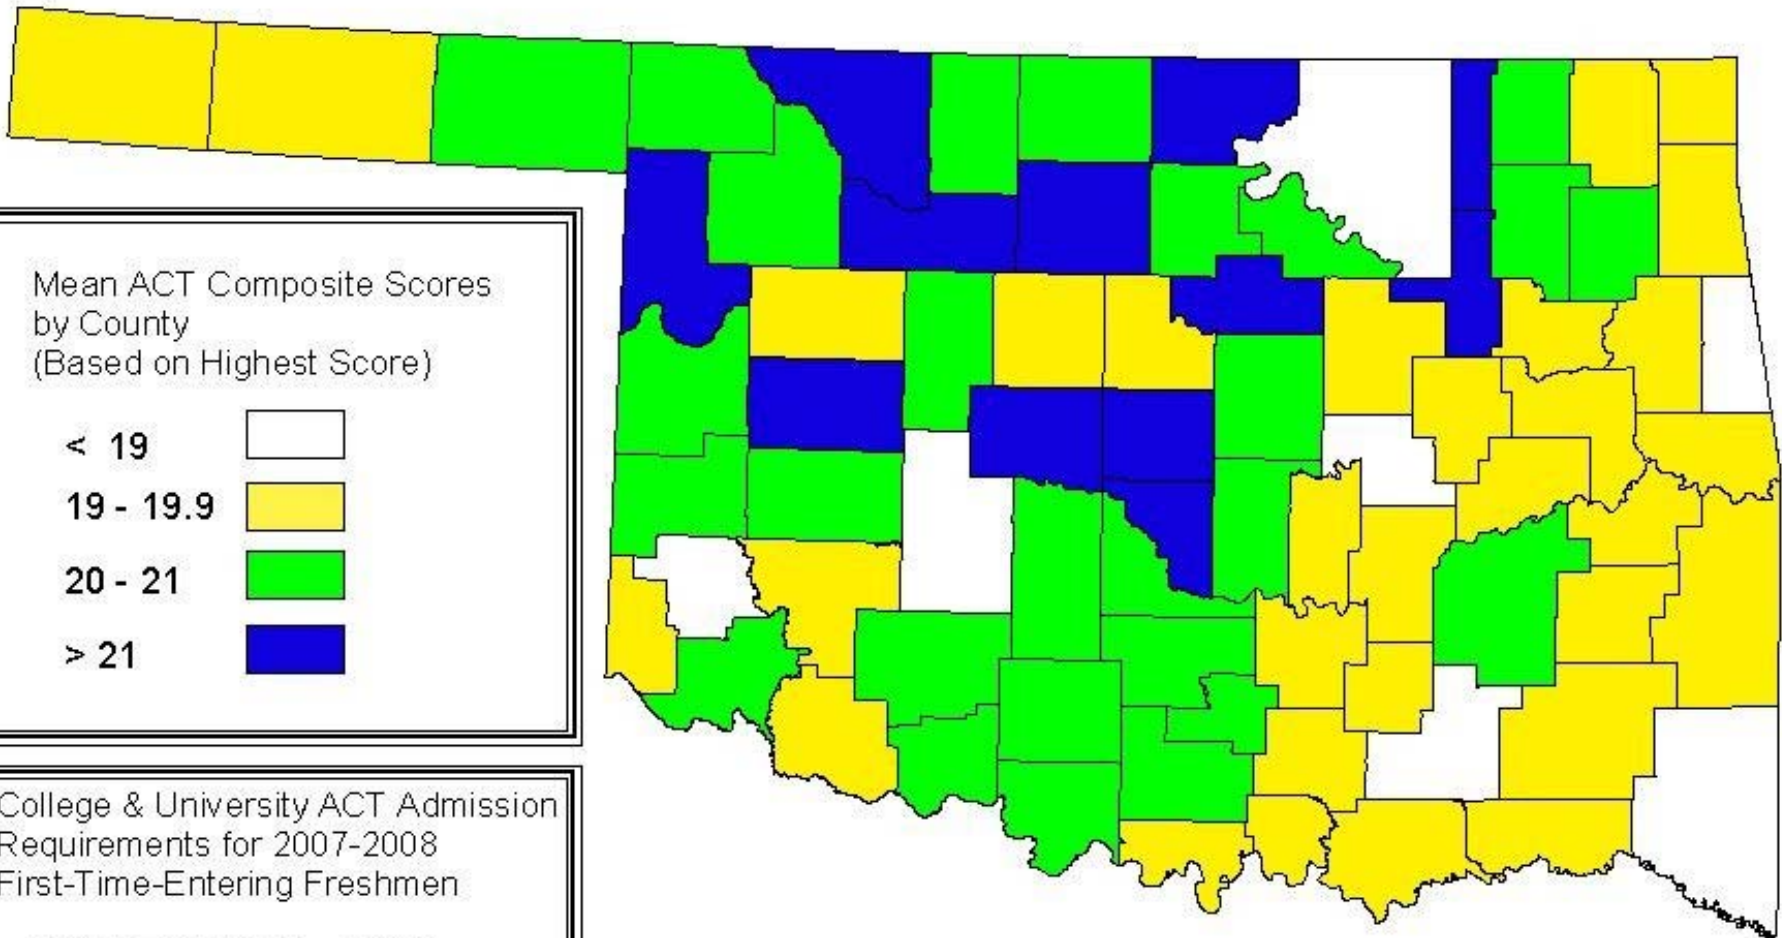 Mean ACT Composite Scores
by County
(Based on Highest Score)
< 19
19 - 19.9
20 - 21
> 21
College & University ACT Admission
Requirements for 2007-2008
First-Time-Entering Freshmen